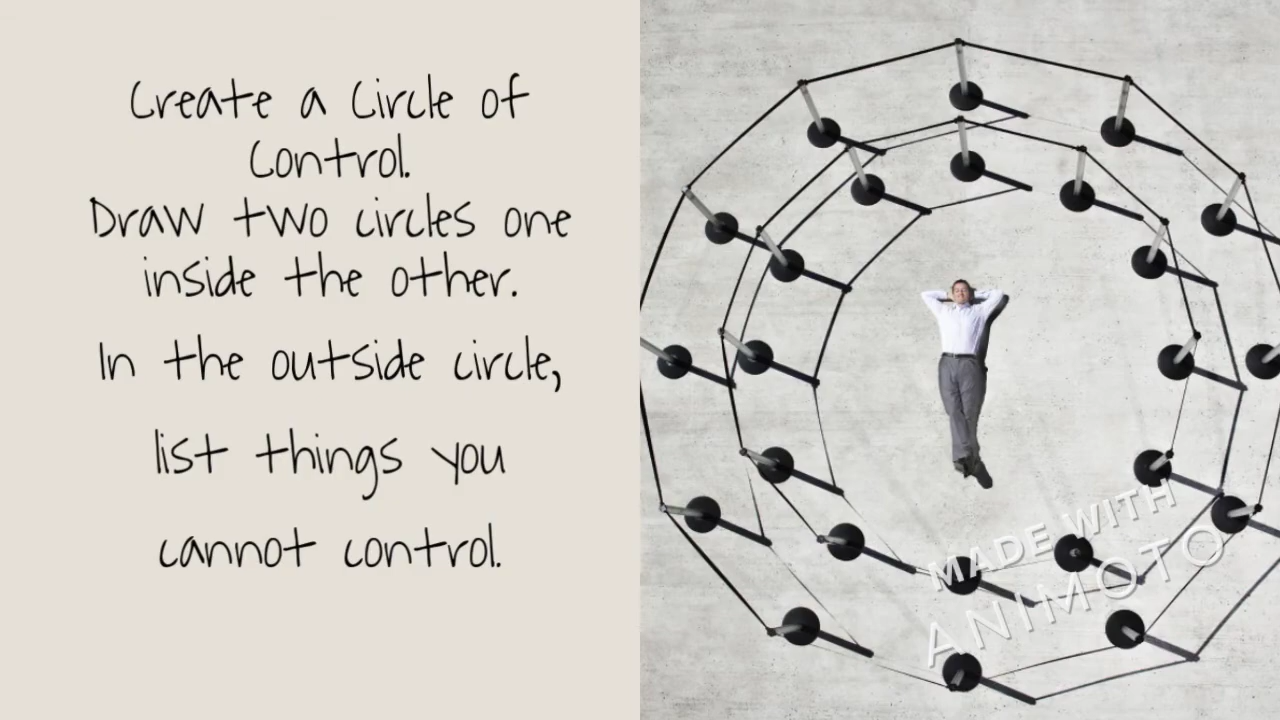 Create a Circle of
Control.
Draw two circles one
inside the other.
In the outside circle,
list things you
cannot control.
MADE WITH
ANIMOTO